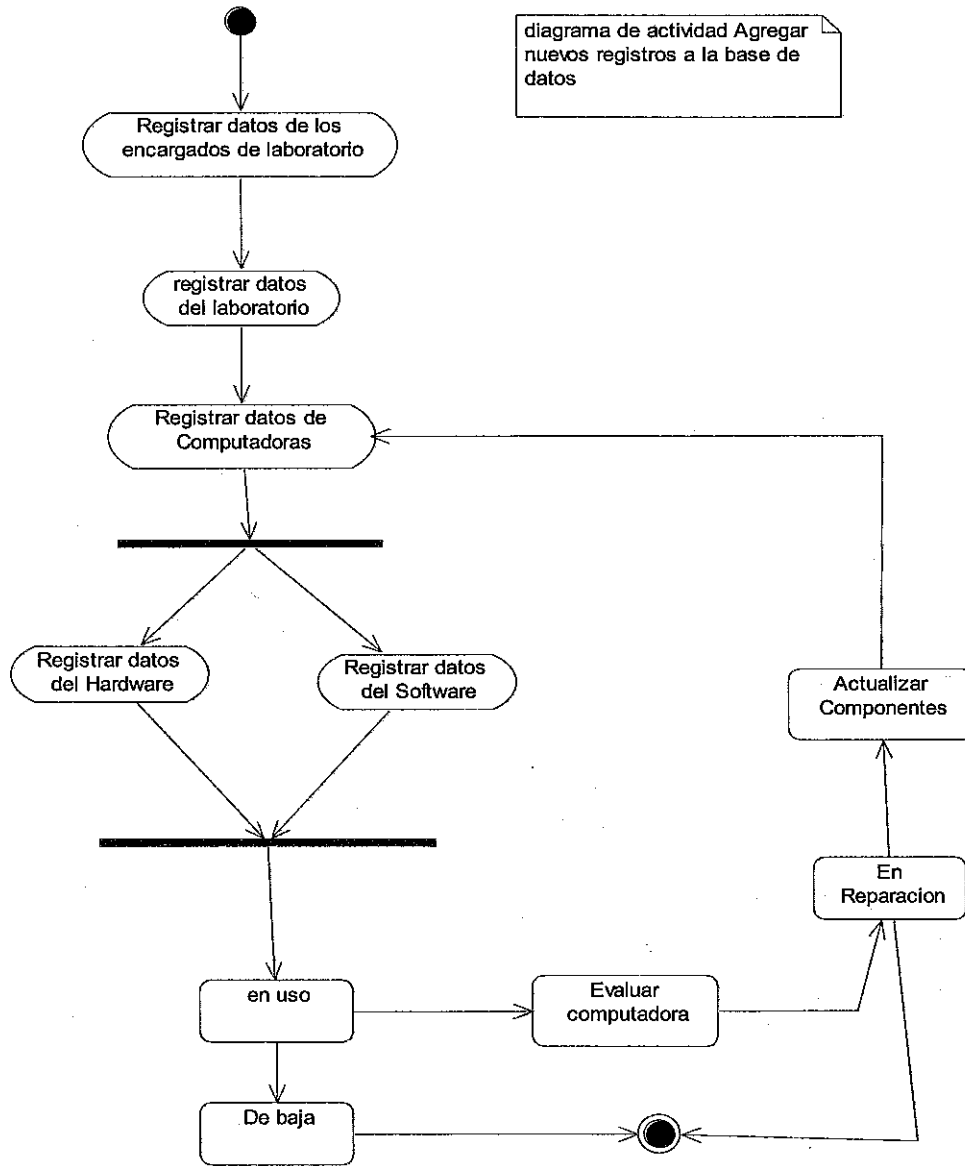 diagrama de actividad Agregar
nuevos registros a la base de
datos
Registrar datos de los
encargados de laboratorio
registrar datos
del laboratorio
Registrar datos de
Computadoras
Registrar datos
del Hardware
Registrar datos
del Software
Actualizar
Componentes
En
Reparacion
en uso
Evaluar
computadora
De baja